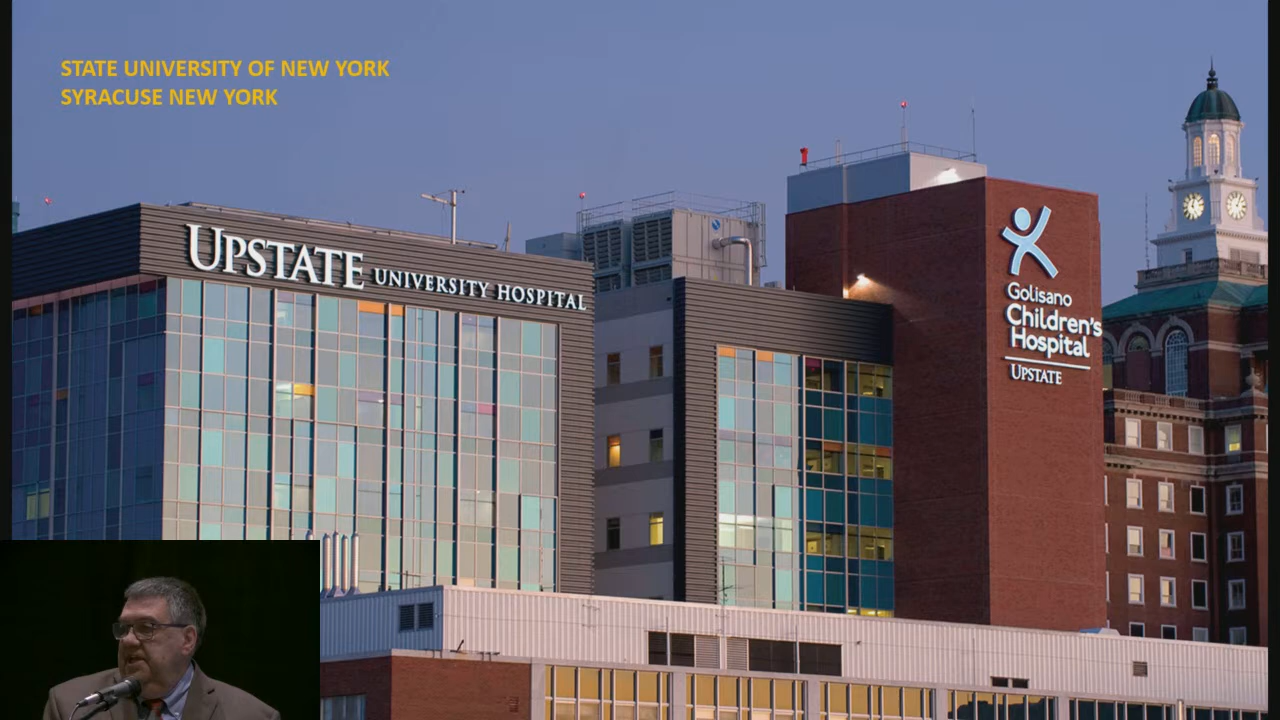 STATE UNIVERSITY OF NEW YORK
SYRACUSE NEW YORK
UPSTATE UNIVERSITY HOSPITAL
Golisano
Children's
Hospital
UPSTATE